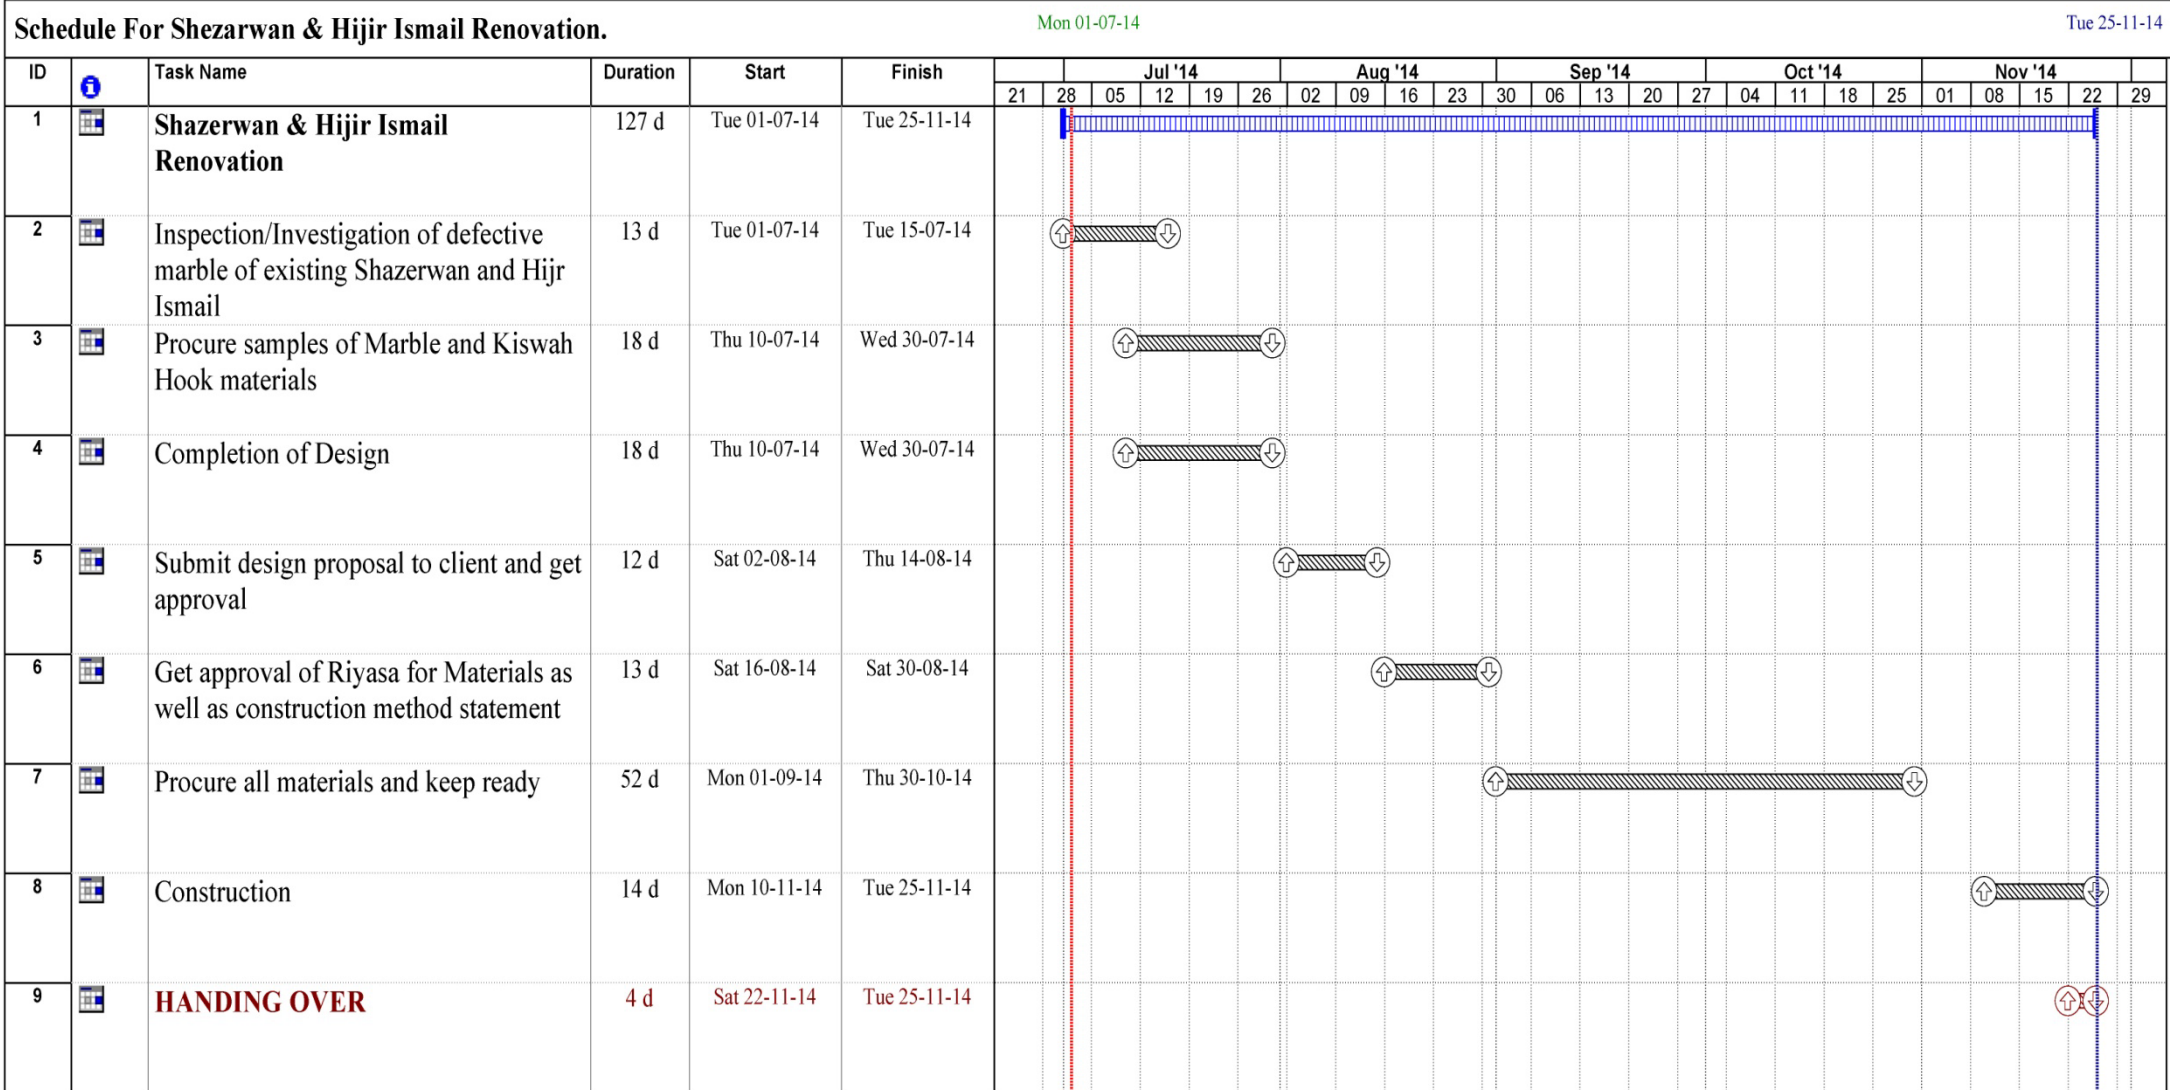 Schedule For Shezarwan & Hijir Ismail Renovation.
Mon 01-07-14
Tue 25-11-14
ID Task Name Duration Start Finish Jul '14 Aug '14 Sep '14 Oct '14 Nov '14
21 28 05 12 19 26 02 09 16 23 30 06 13 20 27 04 11 18 25 01 08 15 22 29
1 Shazerwan & Hijir Ismail 127 d Tue 01-07-14 Tue 25-11-14
Renovation
2 Inspection/Investigation of defective 13 d Tue 01-07-14 Tue 15-07-14
marble of existing Shazerwan and Hijr
Ismail
3 Procure samples of Marble and Kiswah 18 d Thu 10-07-14 Wed 30-07-14
Hook materials
4 Completion of Design 18 d Thu 10-07-14 Wed 30-07-14
5 Submit design proposal to client and get 12 d Sat 02-08-14 Thu 14-08-14
approval
6 Get approval of Riyasa for Materials as 13 d Sat 16-08-14 Sat 30-08-14
well as construction method statement
7 Procure all materials and keep ready 52 d Mon 01-09-14 Thu 30-10-14
8 Construction 14 d Mon 10-11-14 Tue 25-11-14
9 HANDING OVER 4 d Sat 22-11-14 Tue 25-11-14